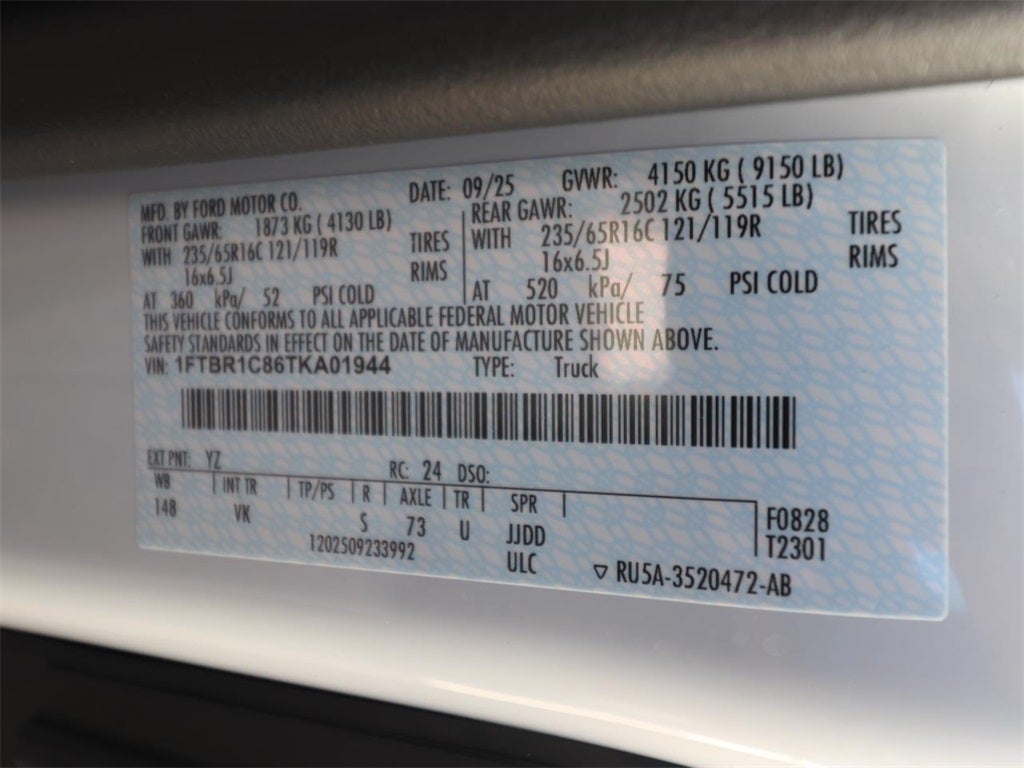 MFD. BY FORD MOTOR CO. DATE: 09/25 GVWR: 4150 KG ( 9150 LB)
FRONT GAWR: 1873 KG ( 4130 LB) REAR GAWR: 2502 KG ( 5515 LB)
WITH 235/65R16C 121/119R TIRES WITH 235/65R16C 121/119R TIRES
16x6.5J RIMS 16x6.5J RIMS
AT 360 kPa/ 52 PSI COLD AT 520 kPa/ 75 PSI COLD
THIS VEHICLE CONFORMS TO ALL APPLICABLE FEDERAL MOTOR VEHICLE
SAFETY STANDARDS IN EFFECT ON THE DATE OF MANUFACTURE SHOWN ABOVE.
VIN: 1FTBR1C86TKA01944 TYPE: Truck
EXT PNT: YZ RC: 24 DSO:
WB INT TR TP/PS R AXLE TR SPR
148 VK S 73 U JJDD
F0828
T2301
1202509233992 ULC ▽ RU5A-3520472-AB